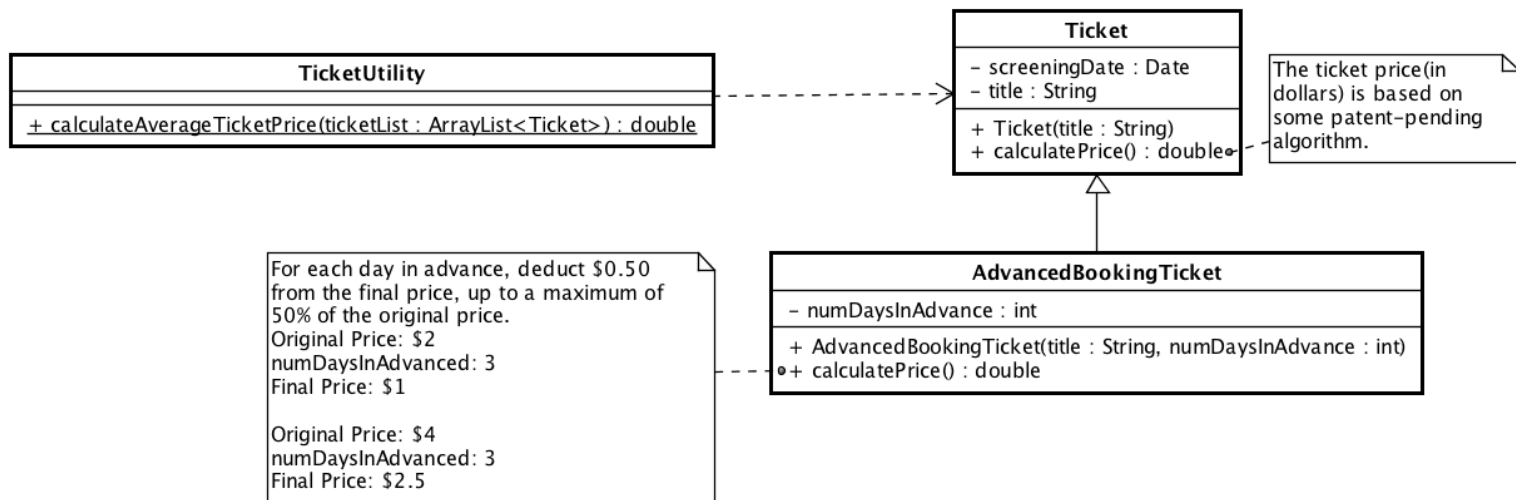 TicketUtility
+ calculateAverageTicketPrice(ticketList : ArrayList<Ticket>) : double
Ticket
– screeningDate : Date
– title : String
+ Ticket(title : String)
+ calculatePrice() : double
The ticket price(in
dollars) is based on
some patent-pending
algorithm.
For each day in advance, deduct $0.50
from the final price, up to a maximum of
50% of the original price.
Original Price: $2
numDaysInAdvanced: 3
Final Price: $1
Original Price: $4
numDaysInAdvanced: 3
Final Price: $2.5
AdvancedBookingTicket
– numDaysInAdvance : int
+ AdvancedBookingTicket(title : String, numDaysInAdvance : int)
+ calculatePrice() : double